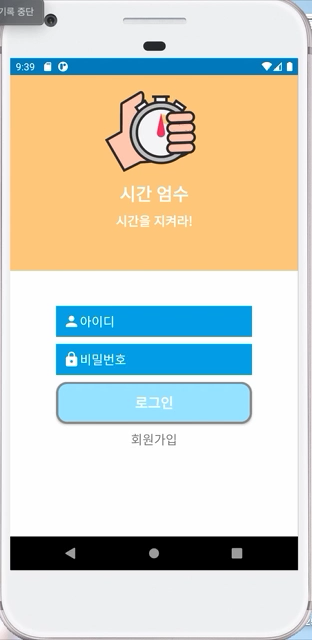 기록 중단
9:39
시간 엄수
시간을 지켜라!
아이디
비밀번호
로그인
회원가입